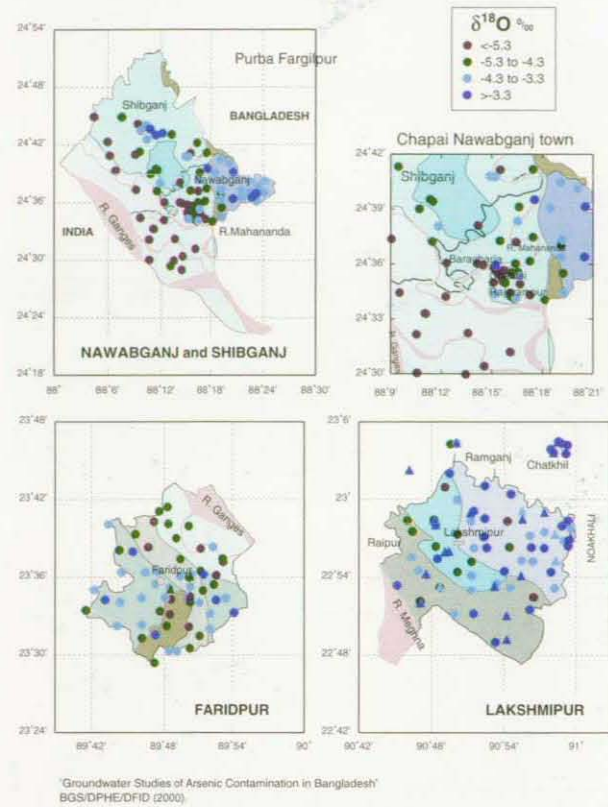 δ18O ‰
<-5.3
-5.3 to -4.3
-4.3 to -3.3
>-3.3
24°54'
24°48'
24°42'
24°36'
24°30'
24°24'
24°18'
88°
88°6'
88°12'
88°18'
88°24'
88°30'
Purba Fargilpur
Shibganj
BANGLADESH
Nawabganj
R. Ganges
INDIA
R.Mahananda
NAWABGANJ and SHIBGANJ
Chapai Nawabganj town
24°42'
24°39'
24°36'
24°33'
24°30'
88°9'
88°12'
88°15'
88°18'
88°21'
Shibganj
R. Mahananda
Baragharia
R. Ganges
23°48'
23°42'
23°36'
23°30'
23°24'
89°42'
89°48'
89°54'
90°
R. Ganges
Faridpur
FARIDPUR
23°6'
23°
22°54'
22°48'
22°42'
90°42'
90°48'
90°54'
91°
Ramganj
Chatkhil
Lakshmipur
Raipur
NOAKHALI
R. Meghna
LAKSHMIPUR
'Groundwater Studies of Arsenic Contamination in Bangladesh'
BGS/DPHE/DFID (2000).